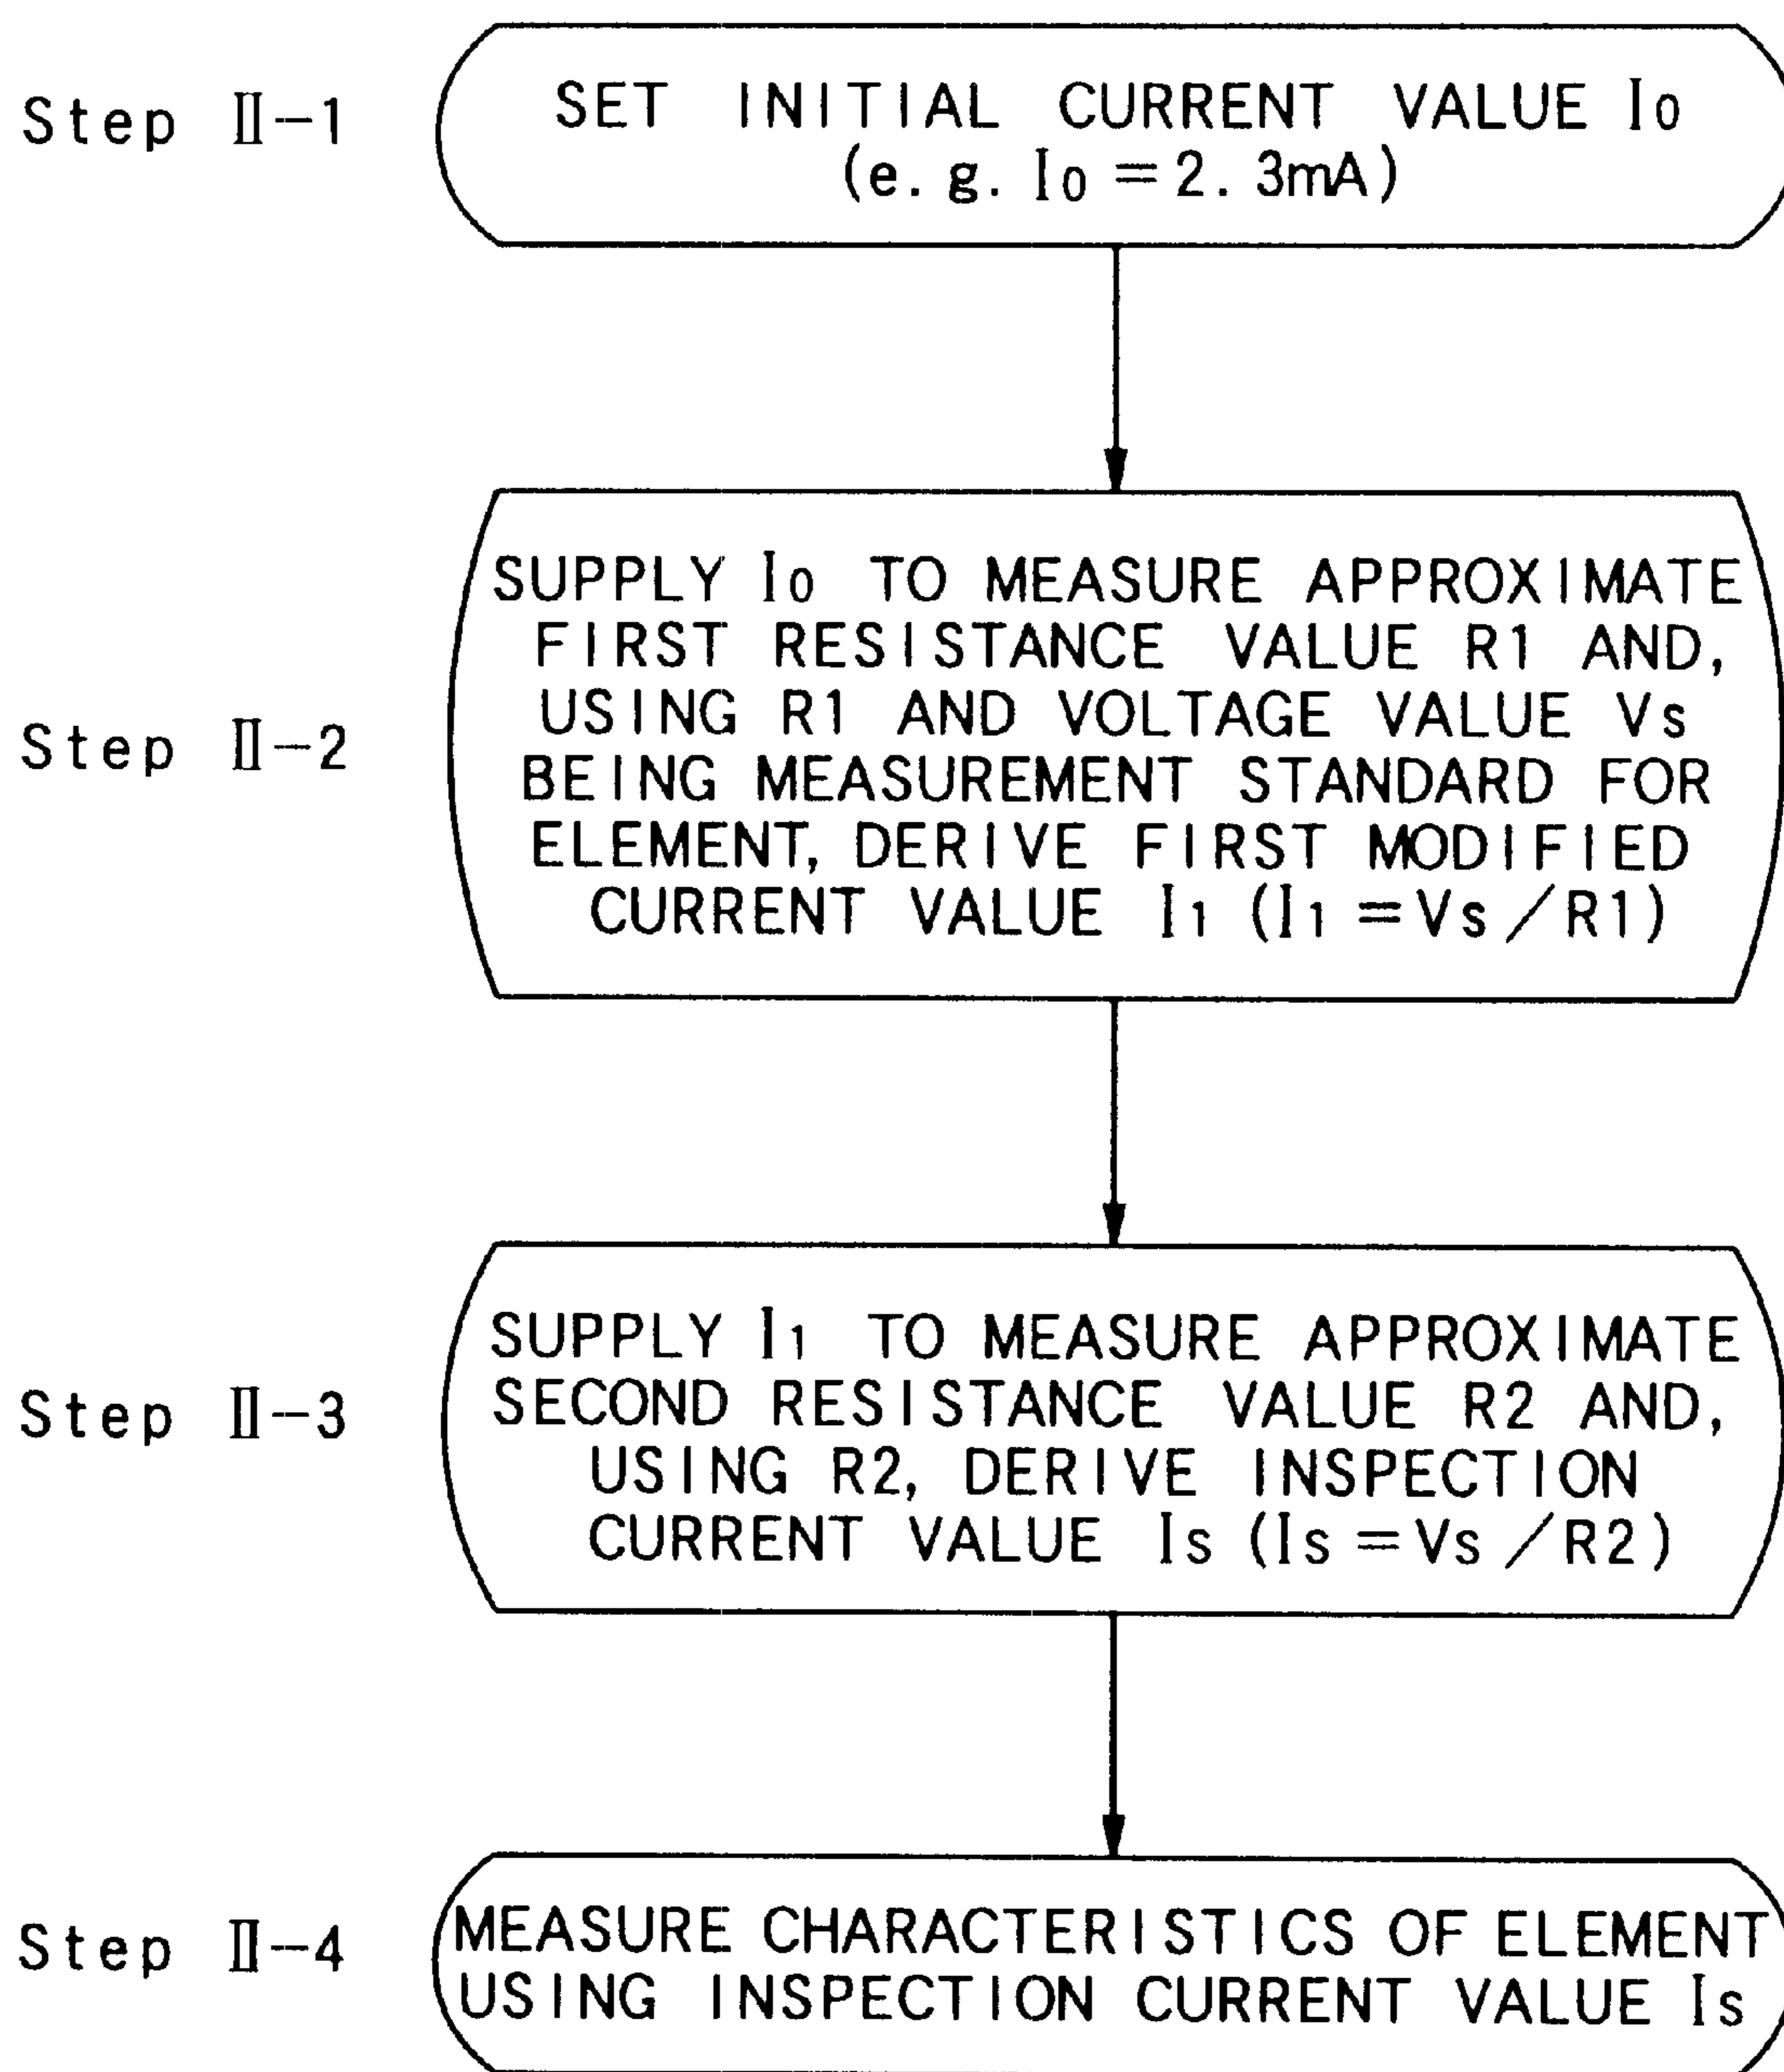 Step Ⅱ-1
SET INITIAL CURRENT VALUE I0
(e. g. I0 = 2. 3mA)
Step Ⅱ-2
SUPPLY I0 TO MEASURE APPROXIMATE
FIRST RESISTANCE VALUE R1 AND,
USING R1 AND VOLTAGE VALUE Vs
BEING MEASUREMENT STANDARD FOR
ELEMENT, DERIVE FIRST MODIFIED
CURRENT VALUE I1 (I1 = Vs/R1)
Step Ⅱ-3
SUPPLY I1 TO MEASURE APPROXIMATE
SECOND RESISTANCE VALUE R2 AND,
USING R2, DERIVE INSPECTION
CURRENT VALUE Is (Is = Vs/R2)
Step Ⅱ-4
MEASURE CHARACTERISTICS OF ELEMENT
USING INSPECTION CURRENT VALUE Is